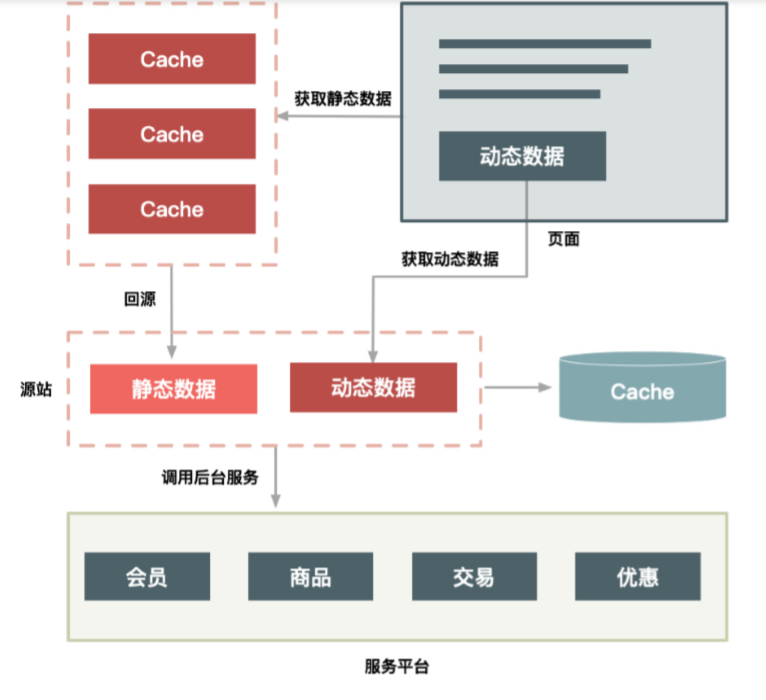 Cache
Cache
Cache
获取静态数据
动态数据
页面
获取动态数据
回源
源站
静态数据
动态数据
Cache
调用后台服务
会员
商品
交易
优惠
服务平台